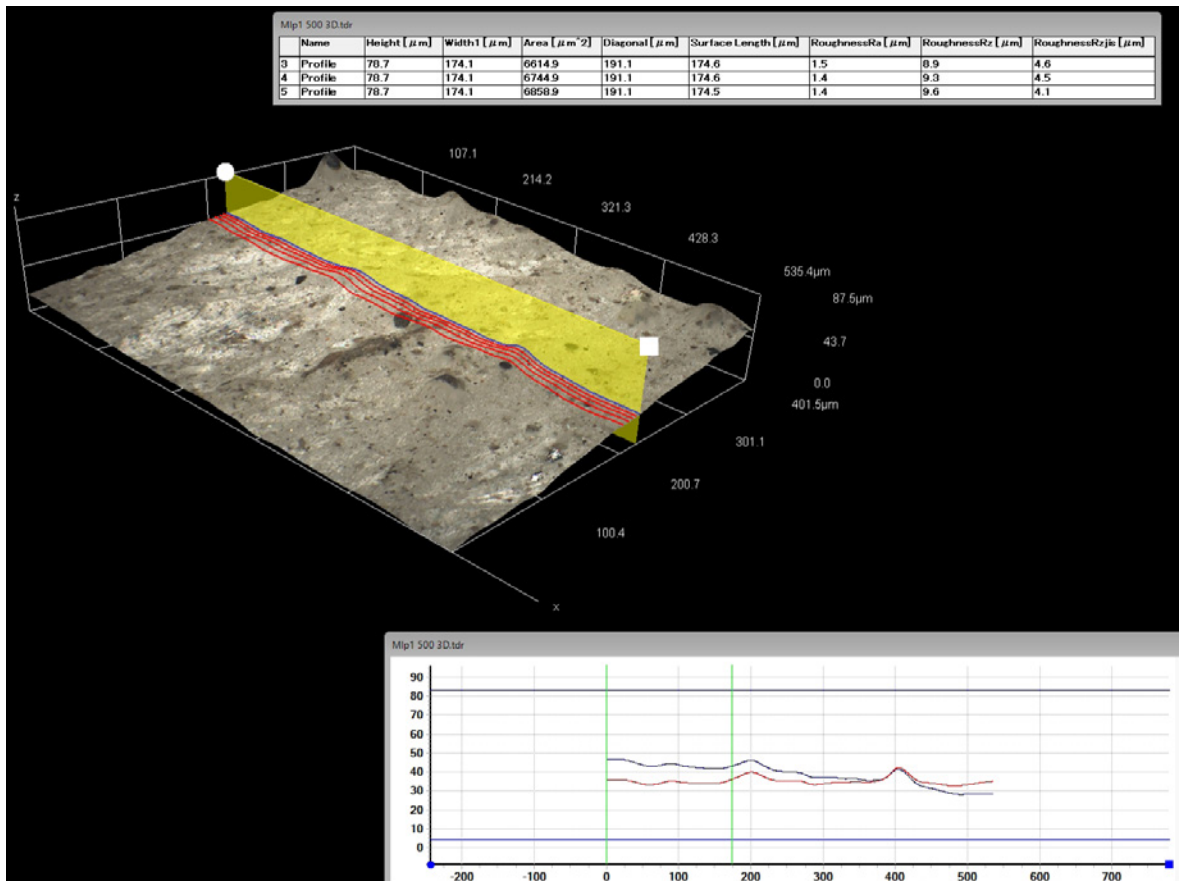 Mlp1 500 3D.tdr
Name Height [μm] Width1 [μm] Area [μm^2] Diagonal [μm] Surface Length [μm] RoughnessRa [μm] RoughnessRz [μm] RoughnessRzjis [μm]
3 Profile 78.7 174.1 6614.9 191.1 174.6 1.5 8.9 4.6
4 Profile 78.7 174.1 6744.9 191.1 174.6 1.4 9.3 4.5
5 Profile 78.7 174.1 6858.9 191.1 174.5 1.4 9.6 4.1
107.1
214.2
z
321.3
428.3
535.4μm
87.5μm
43.7
0.0
401.5μm
301.1
200.7
100.4
x
Mlp1 500 3D.tdr
90
80
70
60
50
40
30
20
10
0
-200 -100 0 100 200 300 400 500 600 700